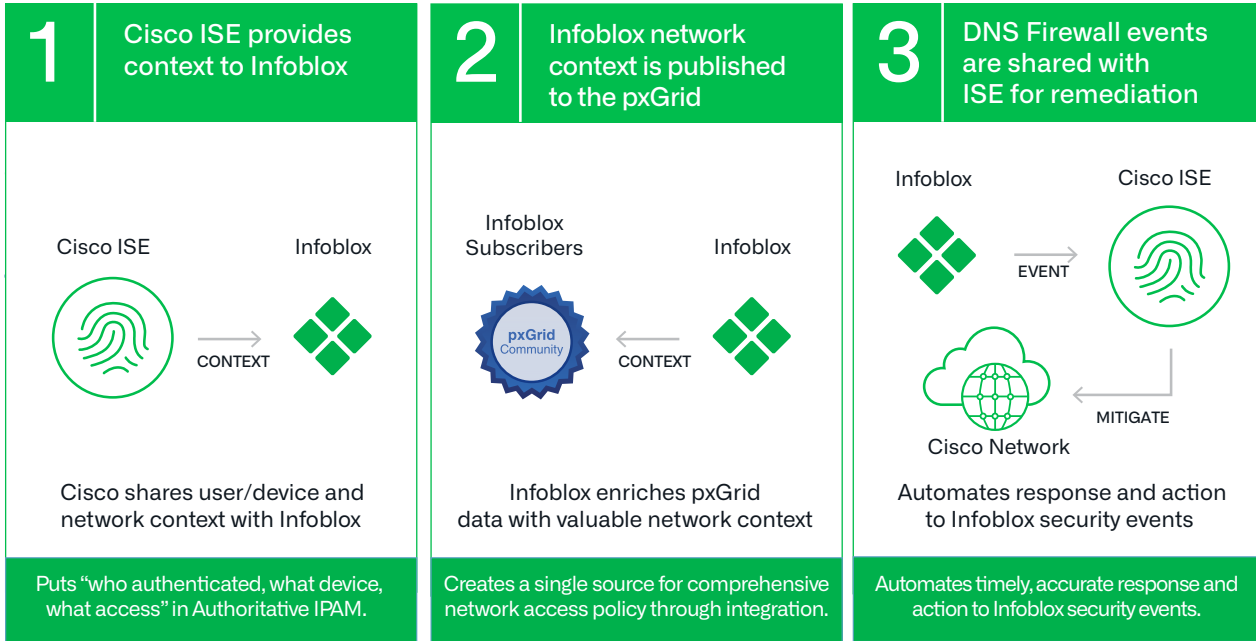 1
Cisco ISE provides
context to Infoblox
Cisco ISE
Infoblox
CONTEXT
Cisco shares user/device and
network context with Infoblox
Puts “who authenticated, what device,
what access” in Authoritative IPAM.
2
Infoblox network
context is published
to the pxGrid
Infoblox
Subscribers
Infoblox
pxGrid
Community
CONTEXT
Infoblox enriches pxGrid
data with valuable network context
Creates a single source for comprehensive
network access policy through integration.
3
DNS Firewall events
are shared with
ISE for remediation
Infoblox
Cisco ISE
EVENT
MITIGATE
Cisco Network
Automates response and action
to Infoblox security events
Automates timely, accurate response and
action to Infoblox security events.